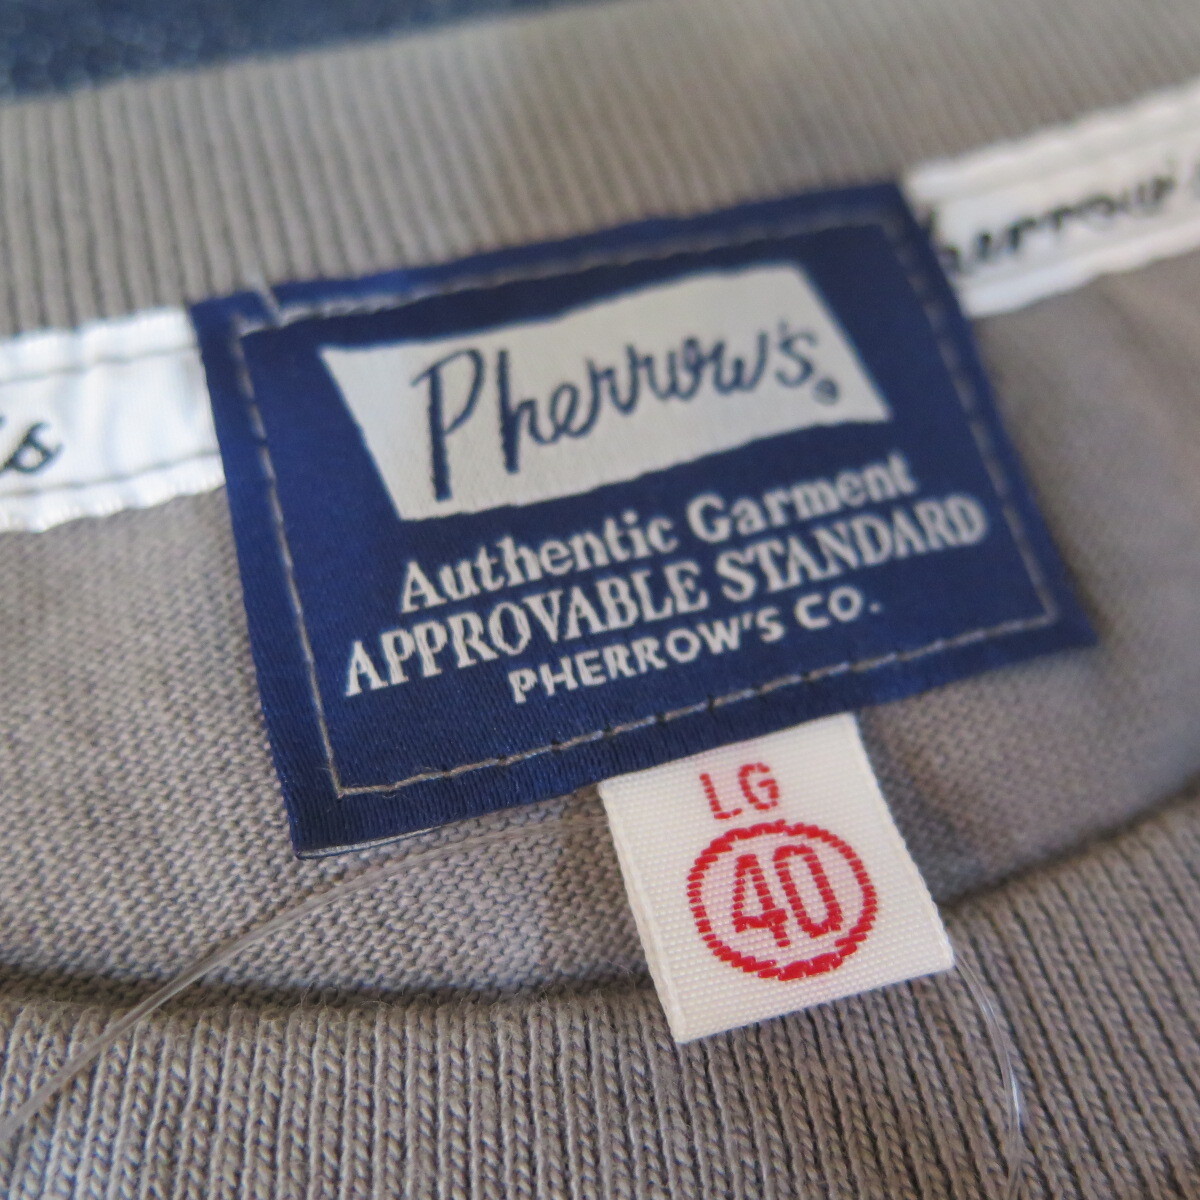 Pherrow's
Authentic Garment
APPROVABLE STANDARD
PHERROW'S CO.
LG
40